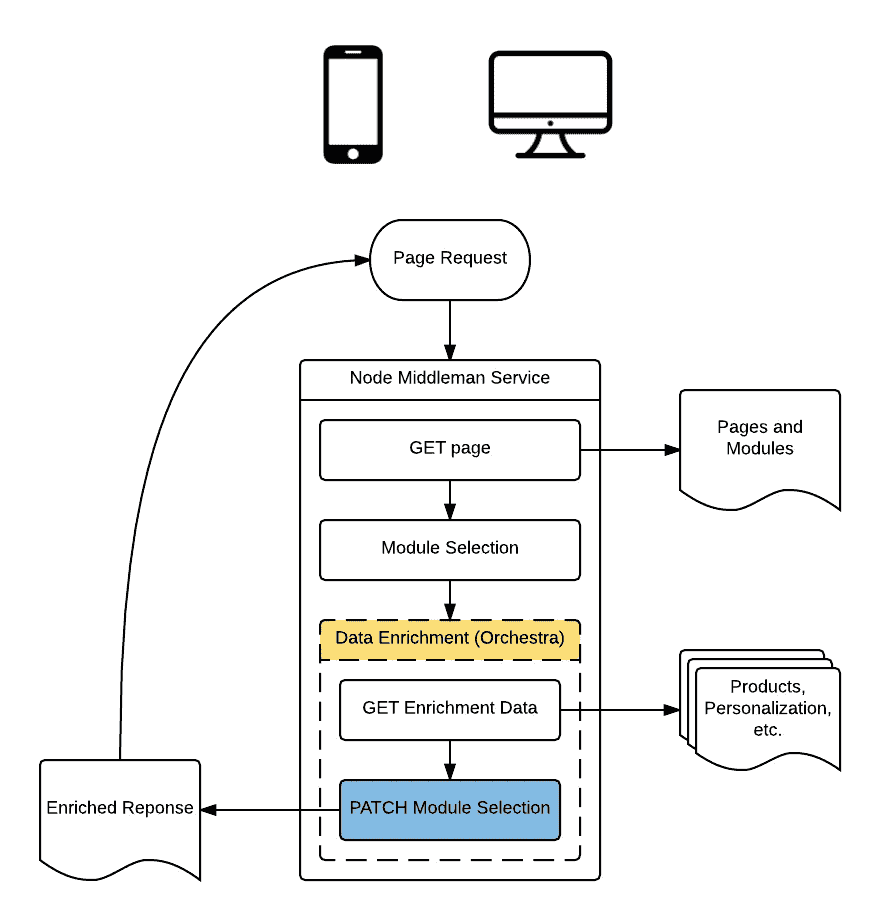 Page Request
Node Middleman Service
GET page
Pages and
Modules
Module Selection
Data Enrichment (Orchestra)
GET Enrichment Data
Products,
Personalization,
etc.
PATCH Module Selection
Enriched Reponse